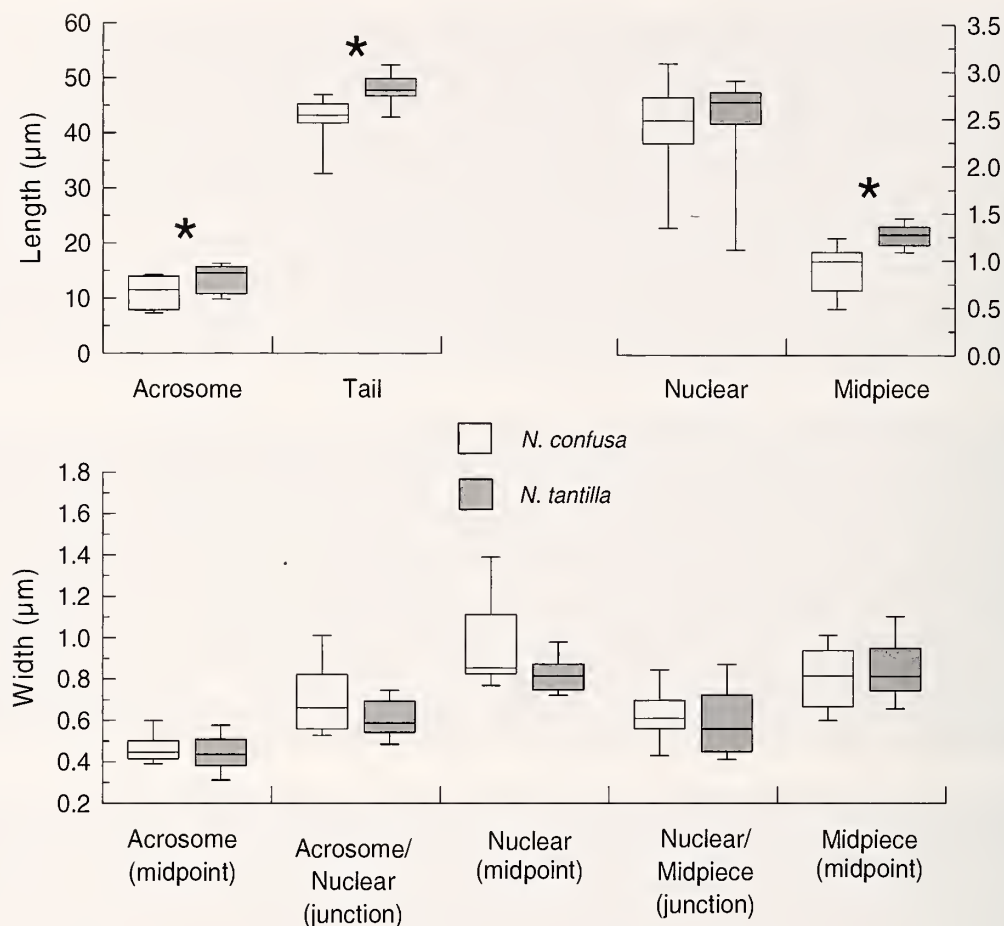 Length (µm)
60
50
40
30
20
10
0
*
*
*
3.5
3.0
2.5
2.0
1.5
1.0
0.5
0.0
Acrosome
Tail
Nuclear
Midpiece
N. confusa
N. tantilla
Width (µm)
1.8
1.6
1.4
1.2
1.0
0.8
0.6
0.4
0.2
Acrosome
(midpoint)
Acrosome/
Nuclear
(junction)
Nuclear
(midpoint)
Nuclear/
Midpiece
(junction)
Midpiece
(midpoint)